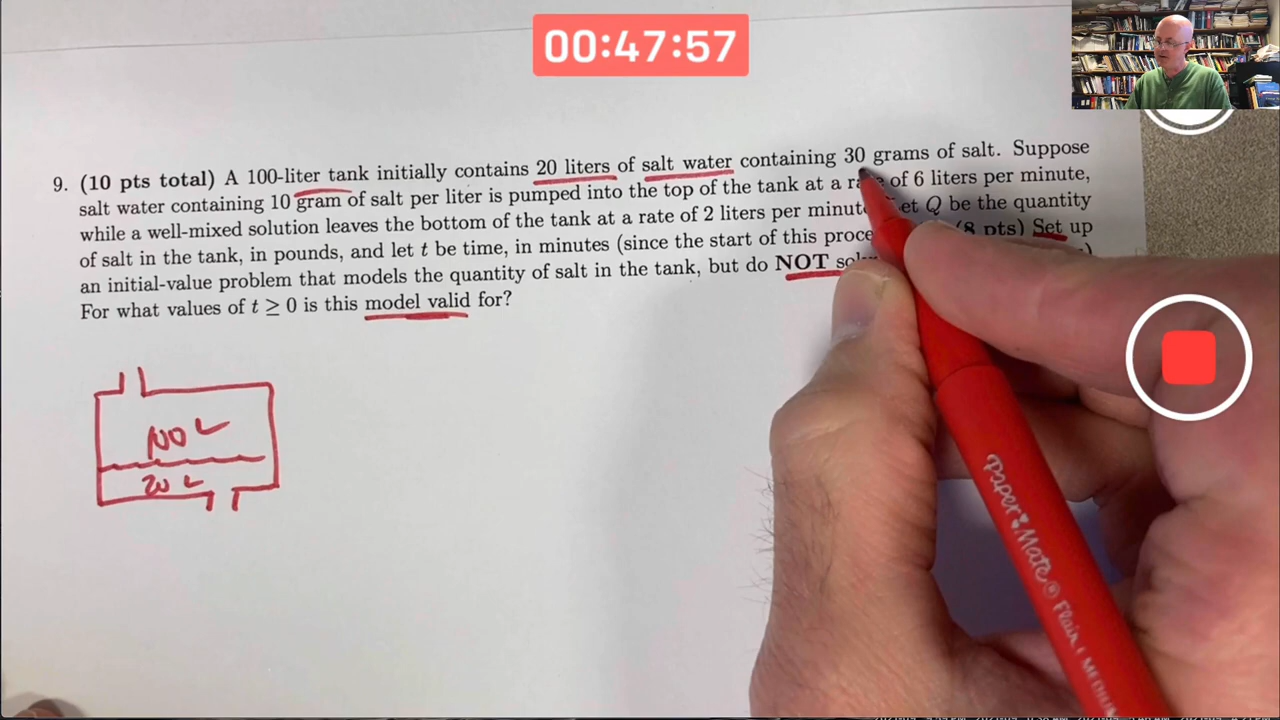 00:47:57
9. (10 pts total) A 100-liter tank initially contains 20 liters of salt water containing 30 grams of salt. Suppose
salt water containing 10 gram of salt per liter is pumped into the top of the tank at a of 6 liters per minute,
while a well-mixed solution leaves the bottom of the tank at a rate of 2 liters per Q be the quantity
of salt in the tank, in pounds, and let t be time, in minutes (since the start of this (8 pts) Set up
an initial-value problem that models the quantity of salt in the tank, but do NOT
For what values of t ≥ 0 is this model valid for?
100 L
20 L
Paper Mate Flair